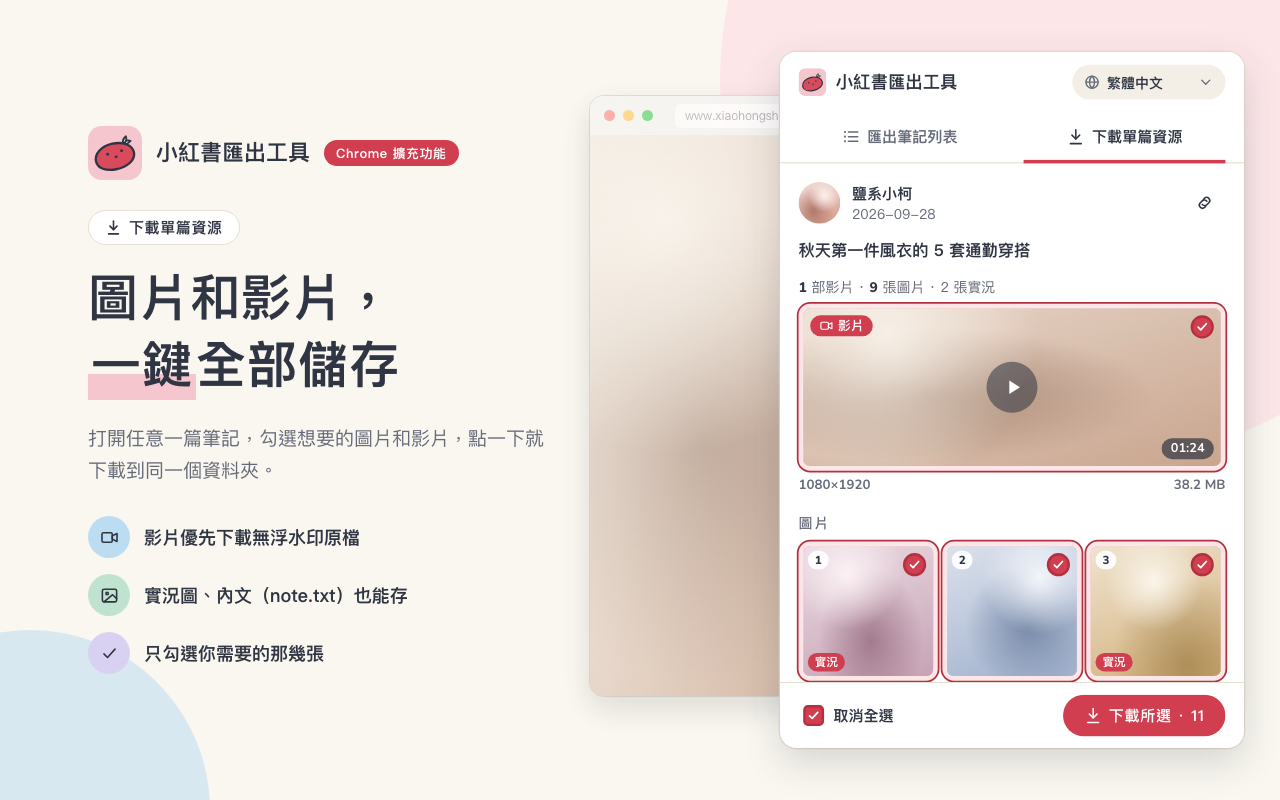 小紅書匯出工具
Chrome 擴充功能
下載單篇資源
圖片和影片，
一鍵全部儲存
打開任意一篇筆記，勾選想要的圖片和影片，點一下就
下載到同一個資料夾。
影片優先下載無浮水印原檔
實況圖、內文（note.txt）也能存
只勾選你需要的那幾張
www.xiaohongsh
小紅書匯出工具
繁體中文
匯出筆記列表
下載單篇資源
鹽系小柯
2026-09-28
秋天第一件風衣的 5 套通勤穿搭
1 部影片 · 9 張圖片 · 2 張實況
影片
01:24
1080×1920
38.2 MB
圖片
1
2
3
實況
實況
取消全選
下載所選 · 11